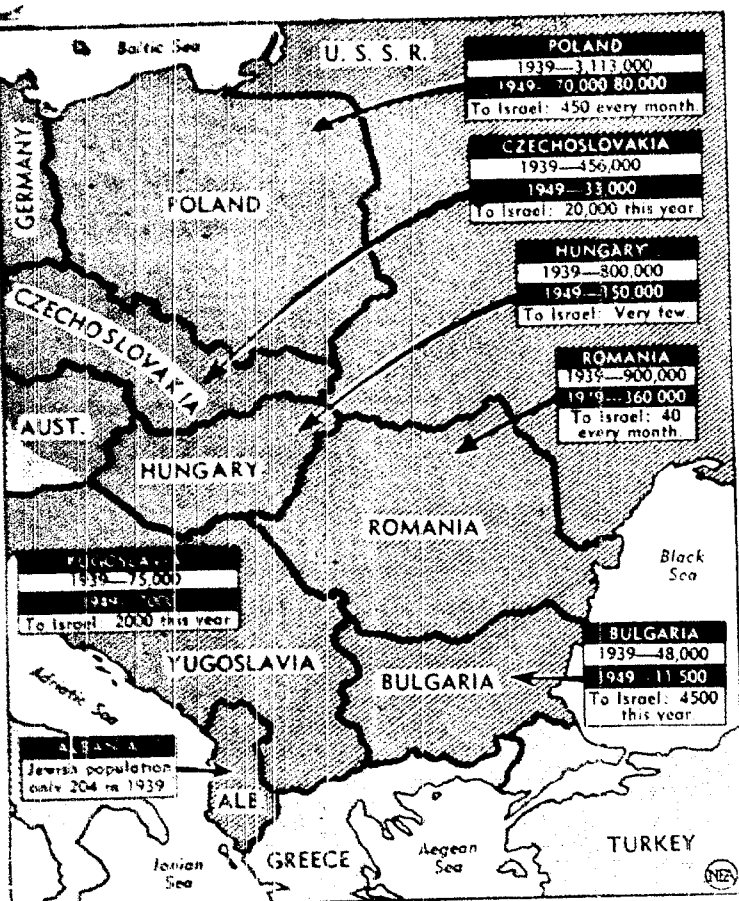 Baltic Sea
U. S. S. R.
POLAND
1939—3,113,000
1949—70,000 80,000
To Israel: 450 every month.
CZECHOSLOVAKIA
1939—456,000
1949—33,000
To Israel: 20,000 this year
HUNGARY
1939—800,000
1949—150,000
To Israel: Very few.
ROMANIA
1939—900,000
1949—360,000
To Israel: 40
every month.
GERMANY
POLAND
CZECHOSLOVAKIA
AUST.
HUNGARY
ROMANIA
Black
Sea
YUGOSLAVIA
1939—75,000
1949—
To Israel: 2000 this year
YUGOSLAVIA
BULGARIA
BULGARIA
1939—48,000
1949—11,500
To Israel: 4500
this year
Adriatic Sea
ALBANIA
Jewish population
only 204 in 1939
ALB
Ionian
Sea
GREECE
Aegean
Sea
TURKEY
NEA